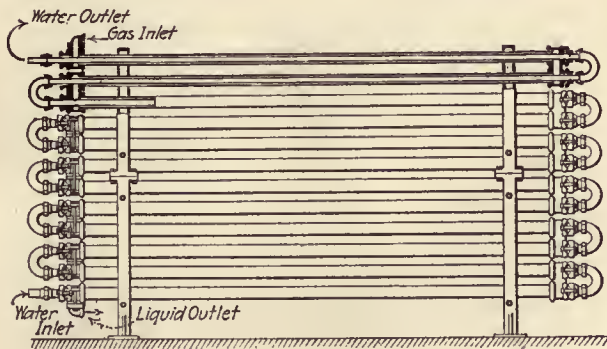 Water Outlet
Gas Inlet
Water
Inlet
Liquid Outlet